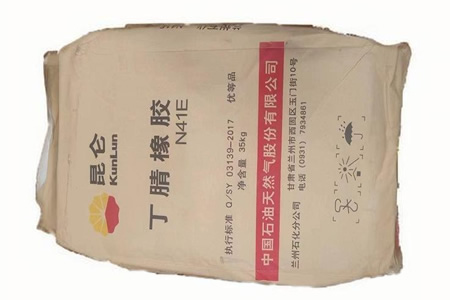 昆仑
KunLun
丁腈橡胶
N41E
执行标准 Q/SY 03139-2017 优等品
净含量 35kg
中国石油天然气股份有限公司
兰州石化分公司
甘肃省兰州市西固区玉门街10号
电话 (0931) 7934861